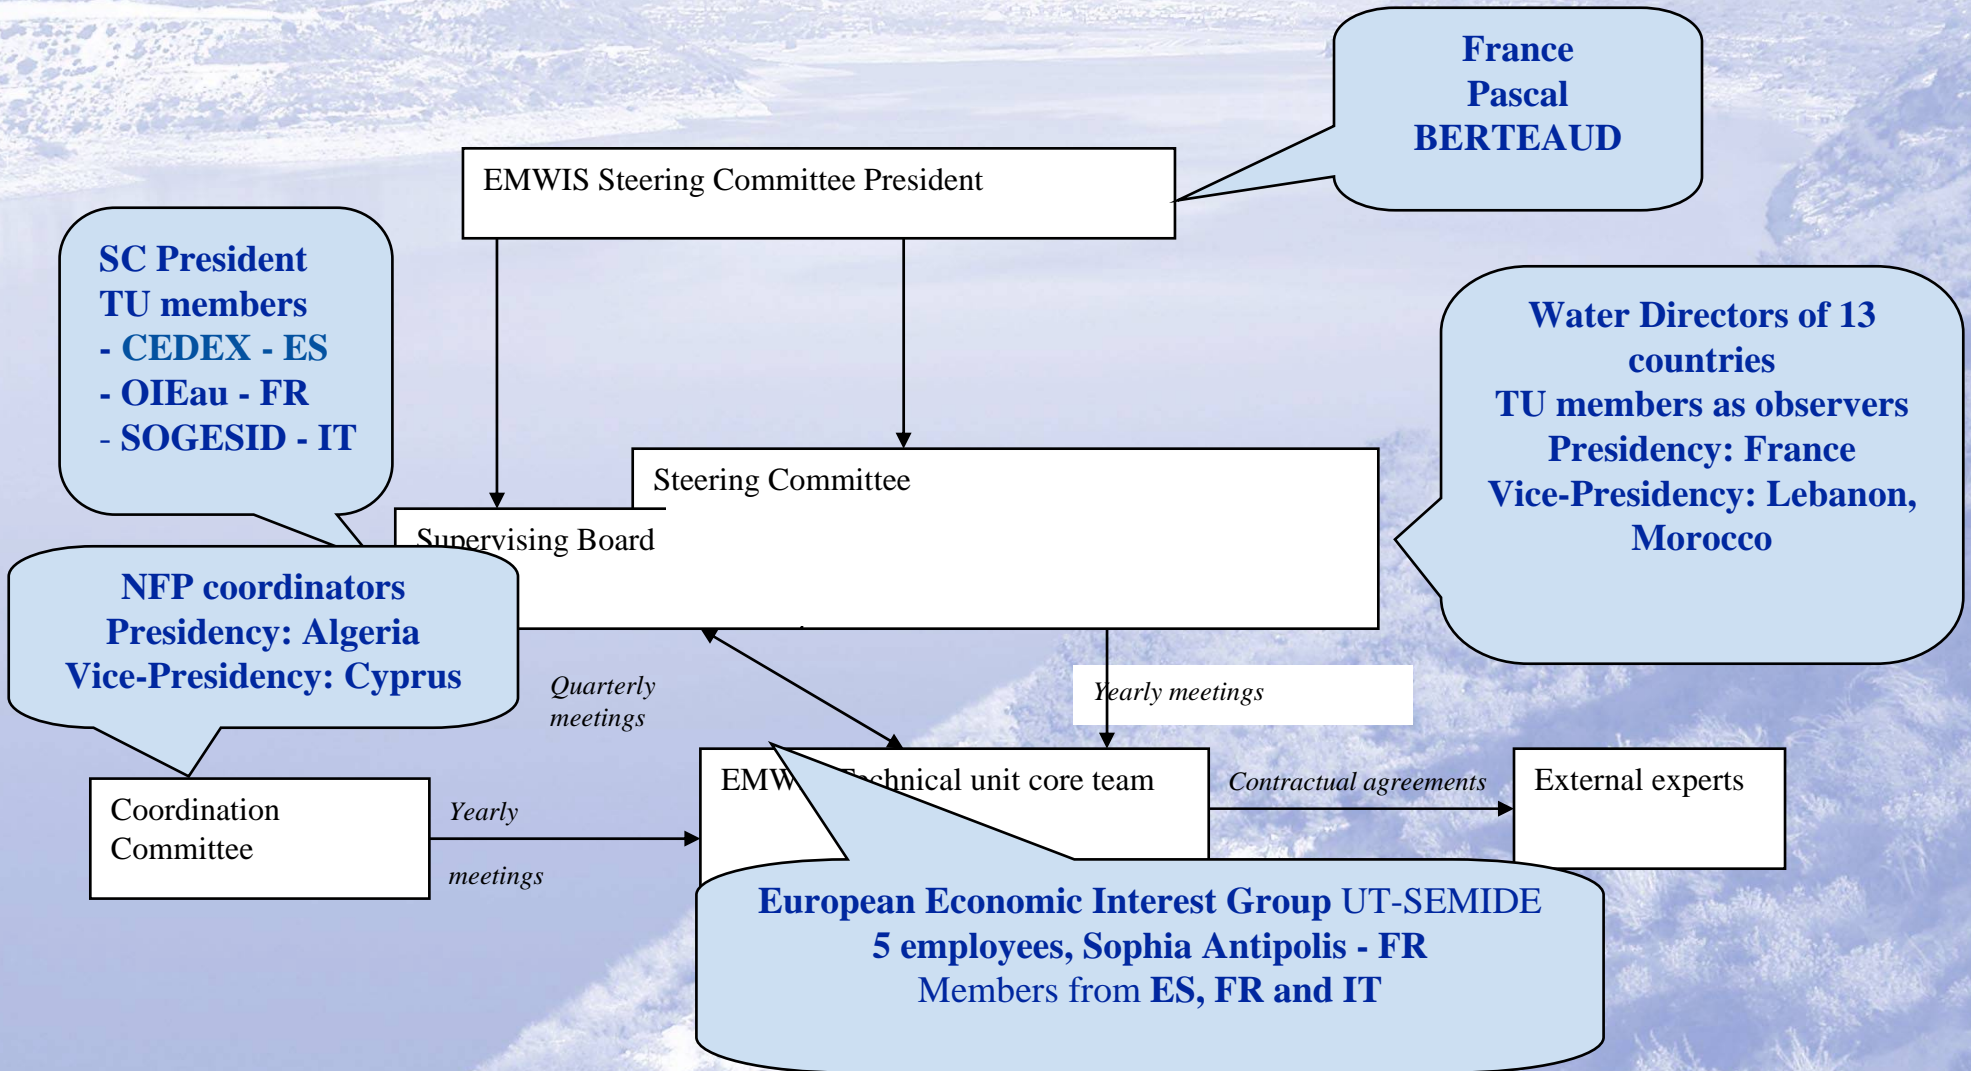 France
Pascal
BERTEAUD
EMWIS Steering Committee President
SC President
TU members
- CEDEX - ES
- OIEau - FR
- SOGESID - IT
Water Directors of 13
countries
TU members as observers
Presidency: France
Vice-Presidency: Lebanon,
Morocco
Steering Committee
Supervising Board
NFP coordinators
Presidency: Algeria
Vice-Presidency: Cyprus
Quarterly
meetings
Yearly meetings
Coordination
Committee
Yearly
meetings
EMW Technical unit core team
Contractual agreements
External experts
European Economic Interest Group UT-SEMIDE
5 employees, Sophia Antipolis - FR
Members from ES, FR and IT